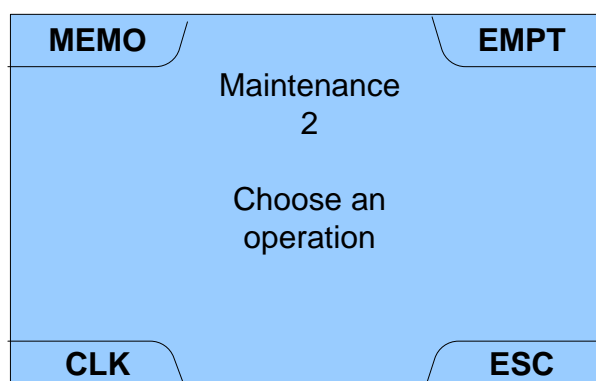 MEMO
EMPT
Maintenance
2
Choose an
operation
CLK
ESC